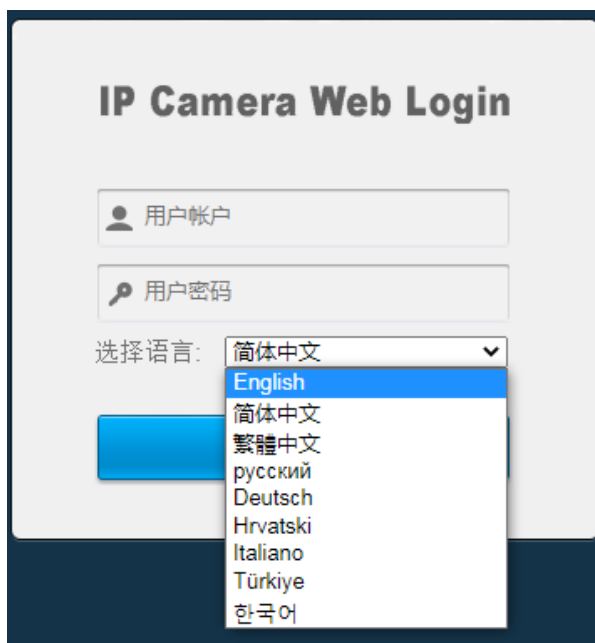 IP Camera Web Login
用户帐户
用户密码
选择语言: 简体中文
English
简体中文
繁體中文
русский
Deutsch
Hrvatski
Italiano
Türkiye
한국어